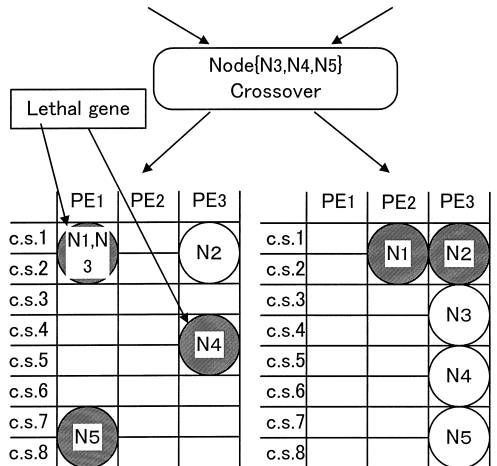 Node{N3,N4,N5}
Crossover
Lethal gene
PE1 PE2 PE3
c.s.1
c.s.2
c.s.3
c.s.4
c.s.5
c.s.6
c.s.7
c.s.8
N1,N
3
N2
N4
N5
PE1 PE2 PE3
c.s.1
c.s.2
c.s.3
c.s.4
c.s.5
c.s.6
c.s.7
c.s.8
N1
N2
N3
N4
N5